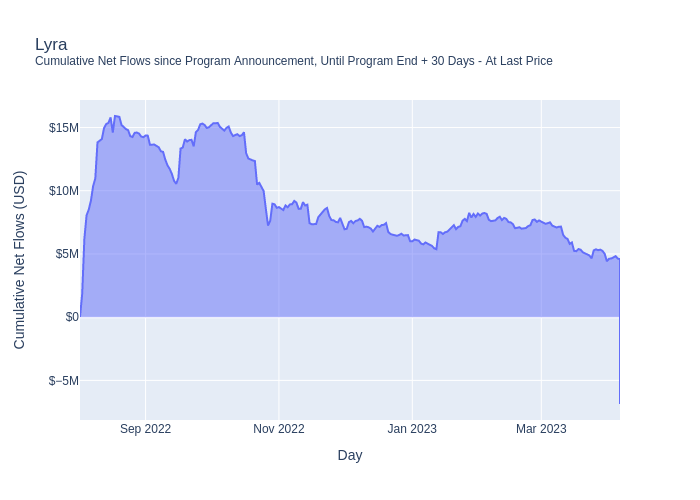 Lyra
Cumulative Net Flows since Program Announcement, Until Program End + 30 Days - At Last Price
Cumulative Net Flows (USD)
$15M
$10M
$5M
$0
$−5M
Sep 2022
Nov 2022
Jan 2023
Mar 2023
Day